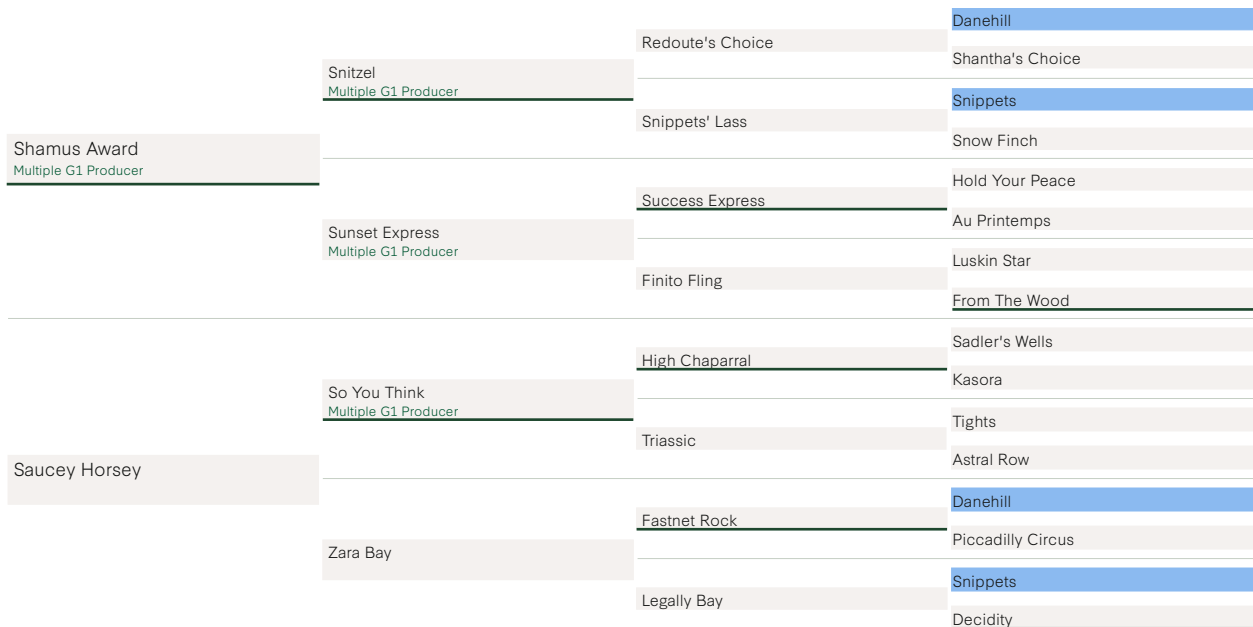 Shamus Award
Multiple G1 Producer
Saucey Horsey
Snitzel
Multiple G1 Producer
Sunset Express
Multiple G1 Producer
So You Think
Multiple G1 Producer
Zara Bay
Redoute's Choice
Snippets' Lass
Success Express
Finito Fling
High Chaparral
Triassic
Fastnet Rock
Legally Bay
Danehill
Shantha's Choice
Snippets
Snow Finch
Hold Your Peace
Au Printemps
Luskin Star
From The Wood
Sadler's Wells
Kasora
Tights
Astral Row
Danehill
Piccadilly Circus
Snippets
Decidity